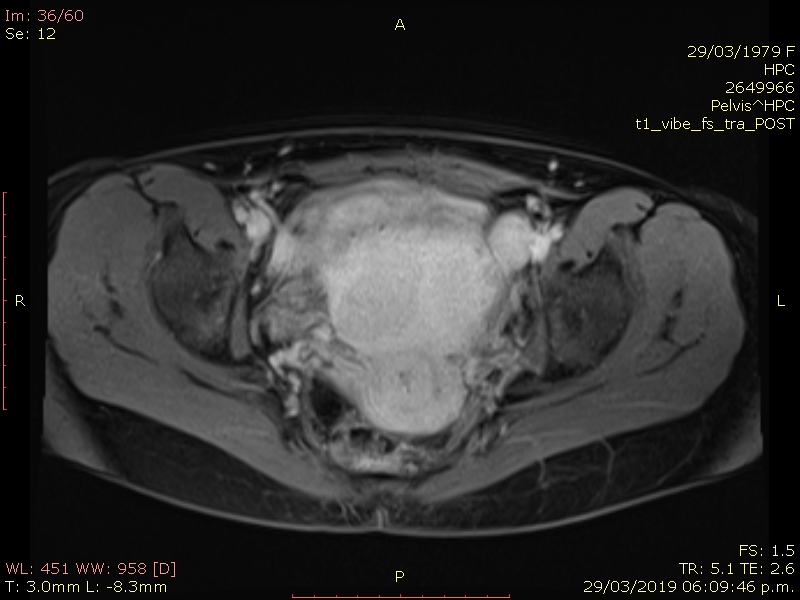 Im: 36/60
Se: 12
A
29/03/1979 F
HPC
2649966
Pelvis^HPC
t1_vibe_fs_tra_POST
R
L
WL: 451 WW: 958 [D]
T: 3.0mm L: -8.3mm
P
FS: 1.5
TR: 5.1 TE: 2.6
29/03/2019 06:09:46 p.m.